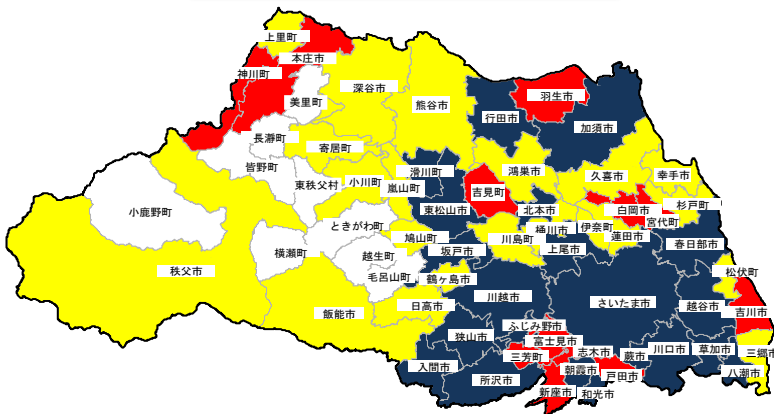 上里町
本庄市
神川町
美里町
深谷市
熊谷市
行田市
羽生市
加須市
長瀞町
皆野町
寄居町
東秩父村
小川町
嵐山町
滑川町
東松山市
吉見町
鴻巣市
北本市
久喜市
幸手市
白岡市
杉戸町
宮代町
小鹿野町
秩父市
横瀬町
ときがわ町
鳩山町
越生町
毛呂山町
坂戸市
鶴ヶ島市
川島町
桶川市
伊奈町
蓮田市
上尾市
春日部市
松伏町
日高市
飯能市
川越市
さいたま市
越谷市
吉川市
狭山市
ふじみ野市
富士見市
三芳町
志木市
蕨市
川口市
草加市
三郷市
八潮市
入間市
所沢市
新座市
朝霞市
戸田市
和光市